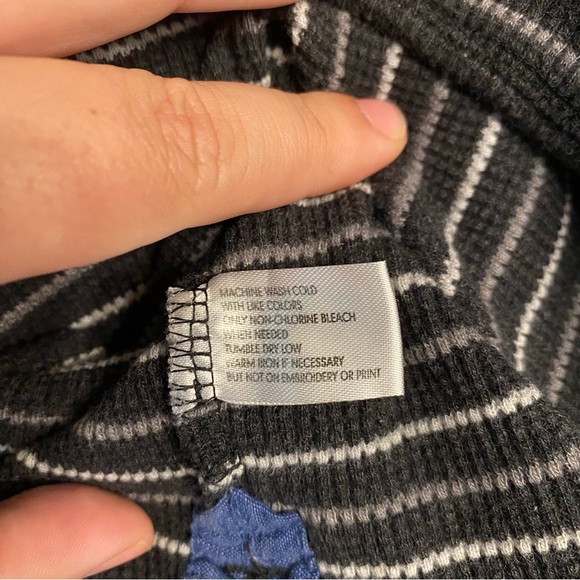 MACHINE WASH COLD
WITH LIKE COLORS
ONLY NON-CHLORINE BLEACH
WHEN NEEDED
TUMBLE DRY LOW
WARM IRON IF NECESSARY
BUT NOT ON EMBROIDERY OR PRINT